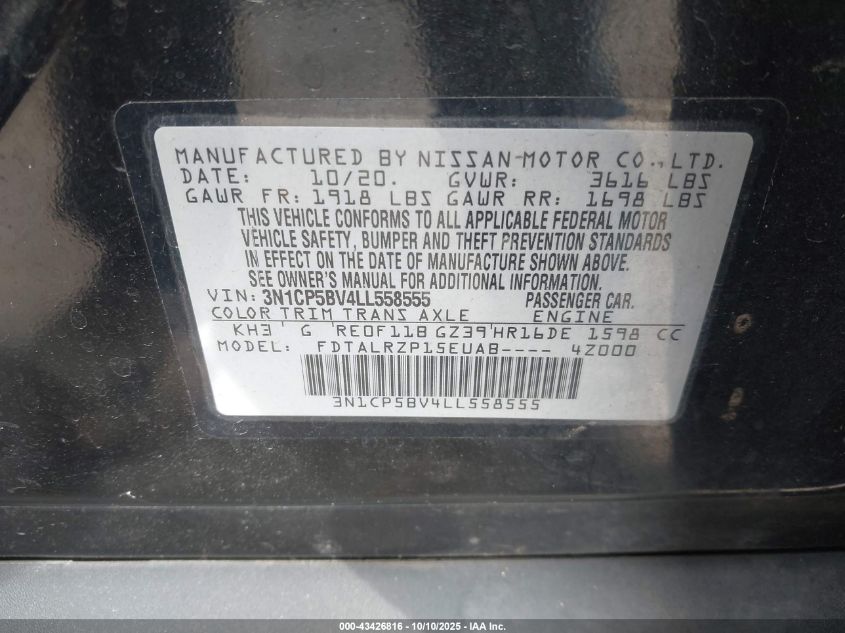 MANUFACTURED BY NISSAN MOTOR CO., LTD.
DATE: 10/20. GVWR: 3616 LBS
GAWR FR: 1918 LBS GAWR RR: 1698 LBS
THIS VEHICLE CONFORMS TO ALL APPLICABLE FEDERAL MOTOR
VEHICLE SAFETY, BUMPER AND THEFT PREVENTION STANDARDS
IN EFFECT ON THE DATE OF MANUFACTURE SHOWN ABOVE.
SEE OWNER'S MANUAL FOR ADDITIONAL INFORMATION.
VIN: 3N1CP5BV4LL558555 PASSENGER CAR.
COLOR TRIM TRANS AXLE ENGINE
KH3 G RE0F11B GZ39 HR16DE 1598 CC
MODEL: FDTALRZP15EUAB---- 4Z000
3N1CP5BV4LL558555
000-43426816 - 10/10/2025 - IAA Inc.